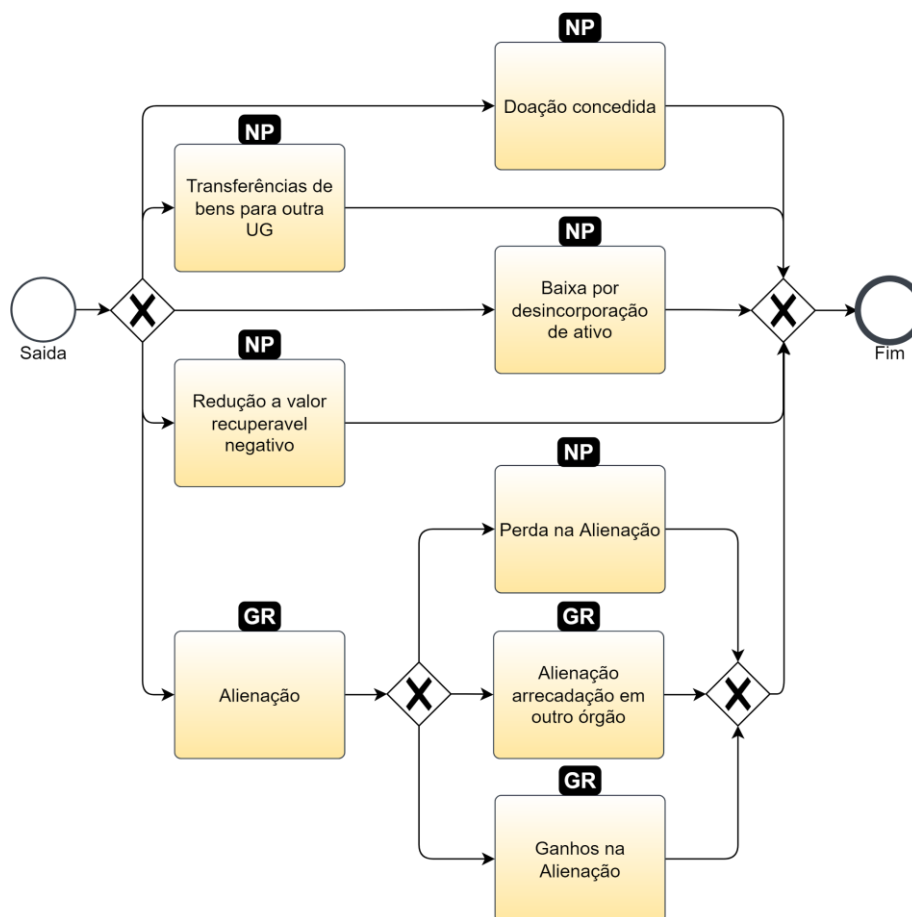 NP
Doação concedida
NP
Transferências de
bens para outra
UG
NP
Baixa por
desincorporação
de ativo
Saida
Fim
NP
Redução a valor
recuperavel
negativo
NP
Perda na Alienação
GR
Alienação
GR
Alienação
arrecadação em
outro órgão
GR
Ganhos na
Alienação